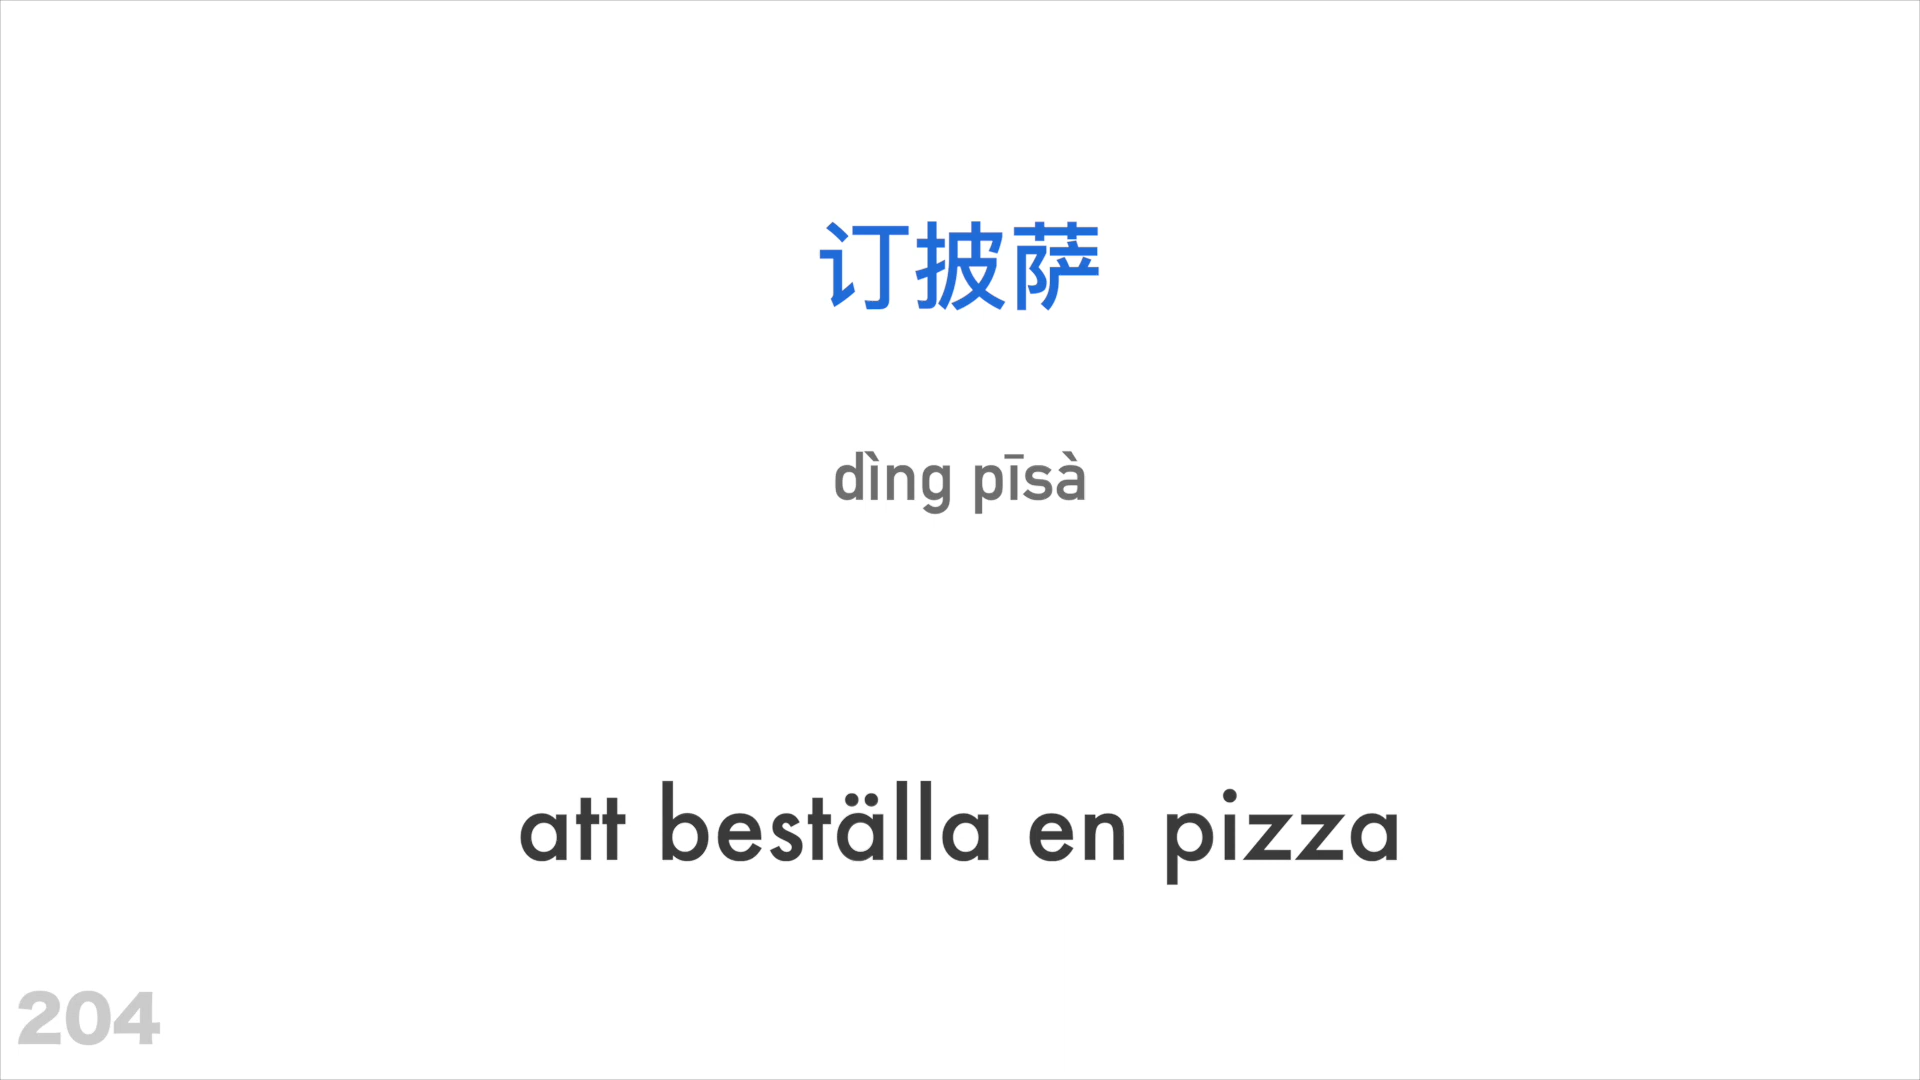 订披萨
dìng pīsà
att beställa en pizza
204